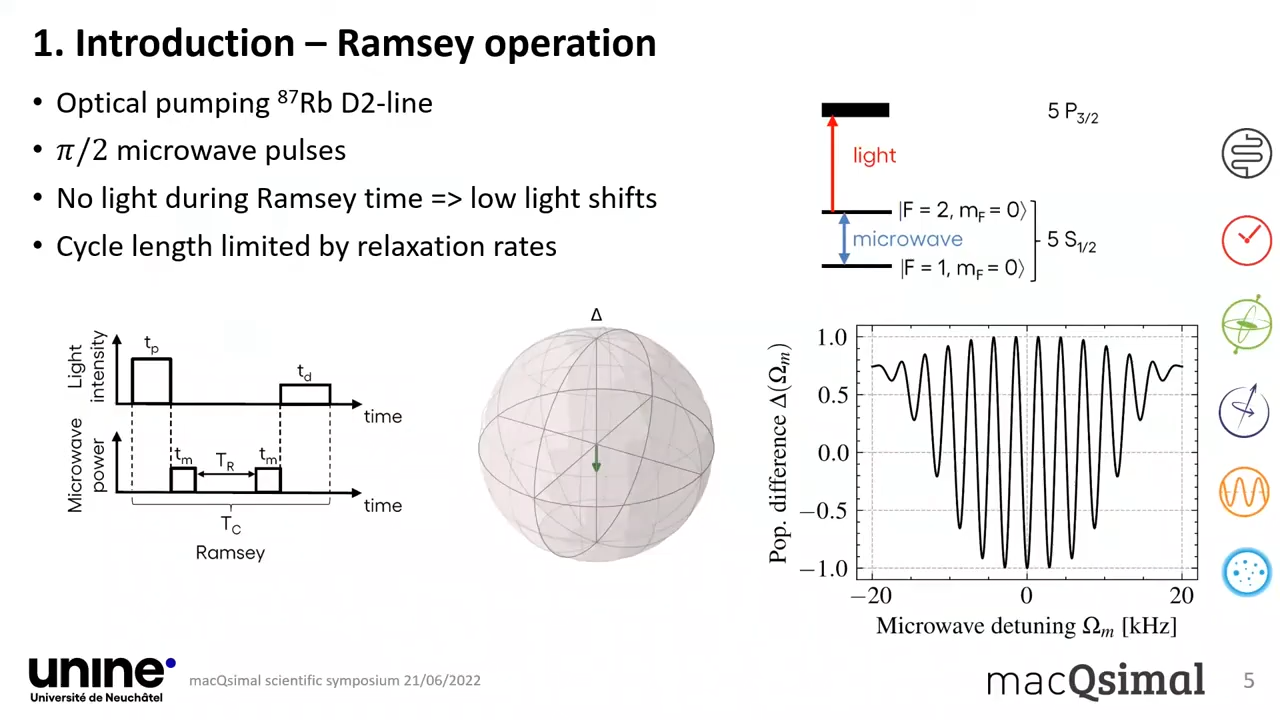 1. Introduction – Ramsey operation
• Optical pumping ⁸⁷Rb D2-line
• π/2 microwave pulses
• No light during Ramsey time => low light shifts
• Cycle length limited by relaxation rates
5 P3/2
light
|F = 2, mF = 0⟩
microwave
5 S1/2
|F = 1, mF = 0⟩
Light intensity
tp
td
time
Microwave power
tm
TR
tm
time
TC
Ramsey
Δ
Pop. difference Δ(Ωm)
1.0
0.5
0.0
−0.5
−1.0
−20
0
20
Microwave detuning Ωm [kHz]
unine
Université de Neuchâtel
macQsimal scientific symposium 21/06/2022
macQsimal
5